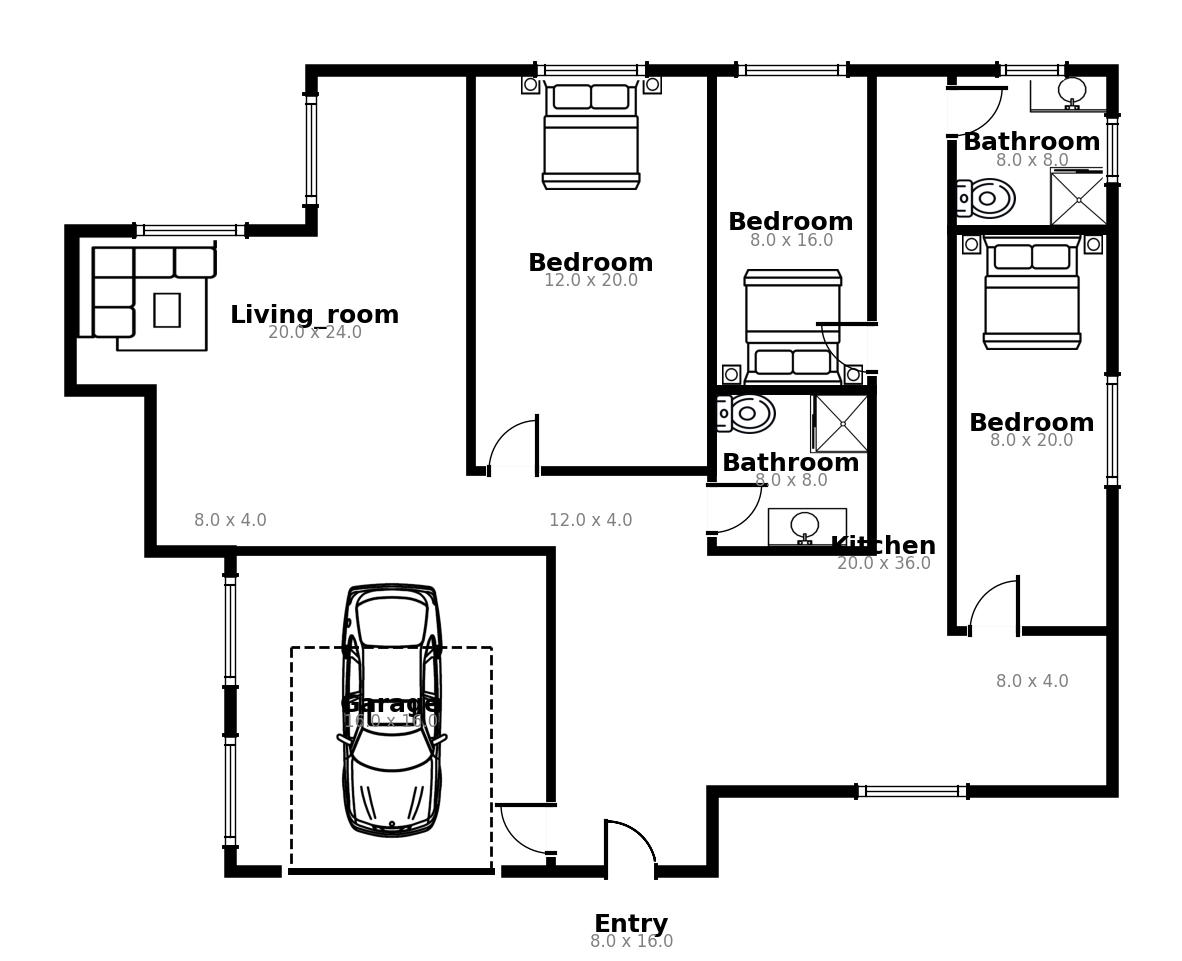 Bathroom
8.0 x 8.0
Bedroom
8.0 x 16.0
Bedroom
12.0 x 20.0
Living_room
20.0 x 24.0
Bedroom
8.0 x 20.0
Bathroom
8.0 x 8.0
8.0 x 4.0
12.0 x 4.0
Kitchen
20.0 x 36.0
8.0 x 4.0
Garage
16.0 x 16.0
Entry
8.0 x 16.0